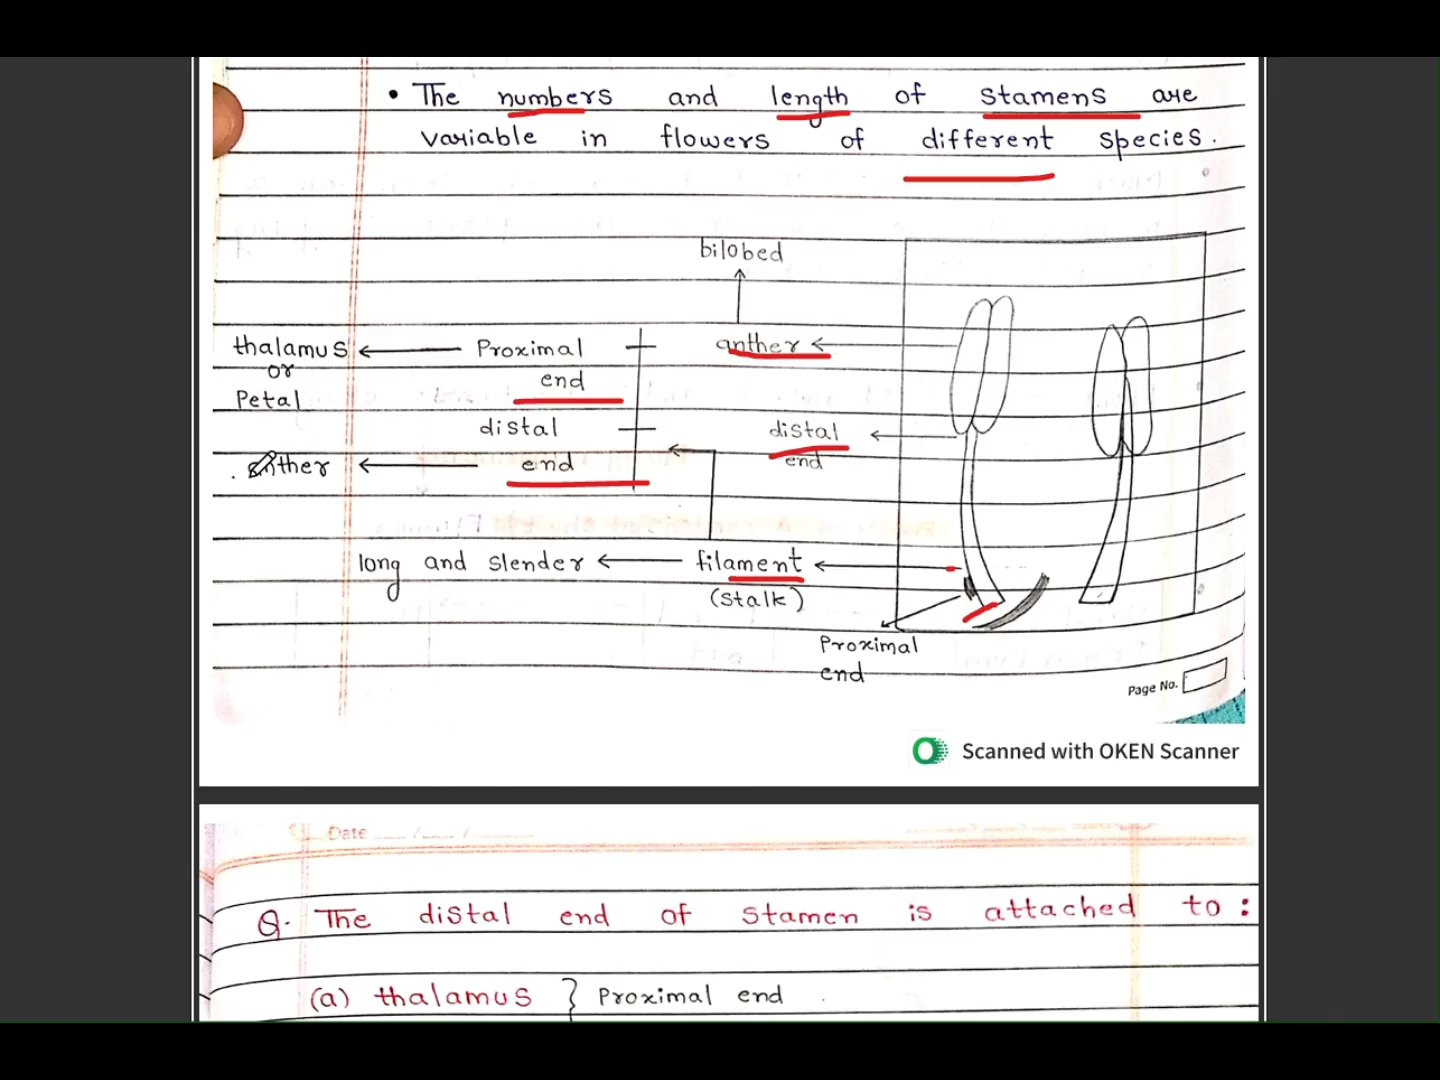 • The numbers and length of stamens are
variable in flowers of different species.
bilobed
thalamus ← Proximal anther ←
or
end
Petal
distal distal ←
end
anther ← end
long and slender ← filament ←
(stalk)
Proximal
end
Page No.
Scanned with OKEN Scanner
Date
Q. The distal end of stamen is attached to :
(a) thalamus } Proximal end